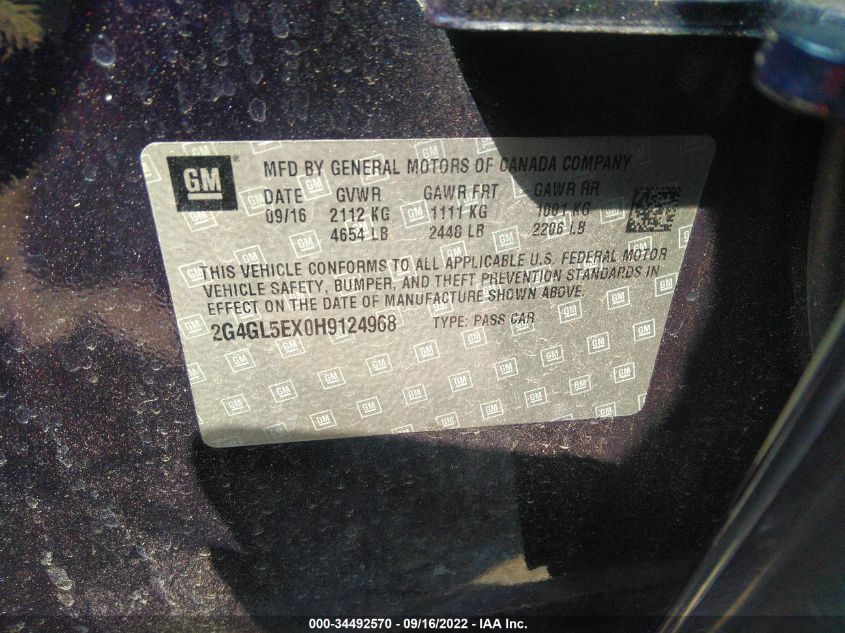 GM ® MFD BY GENERAL MOTORS OF CANADA COMPANY
DATE GVWR GAWR FRT GAWR RR
09/16 2112 KG 1111 KG 1001 KG
4654 LB 2448 LB 2206 LB
THIS VEHICLE CONFORMS TO ALL APPLICABLE U.S. FEDERAL MOTOR
VEHICLE SAFETY, BUMPER, AND THEFT PREVENTION STANDARDS IN
EFFECT ON THE DATE OF MANUFACTURE SHOWN ABOVE.
2G4GL5EX0H9124968 TYPE: PASS CAR
000-34492570 - 09/16/2022 - IAA Inc.